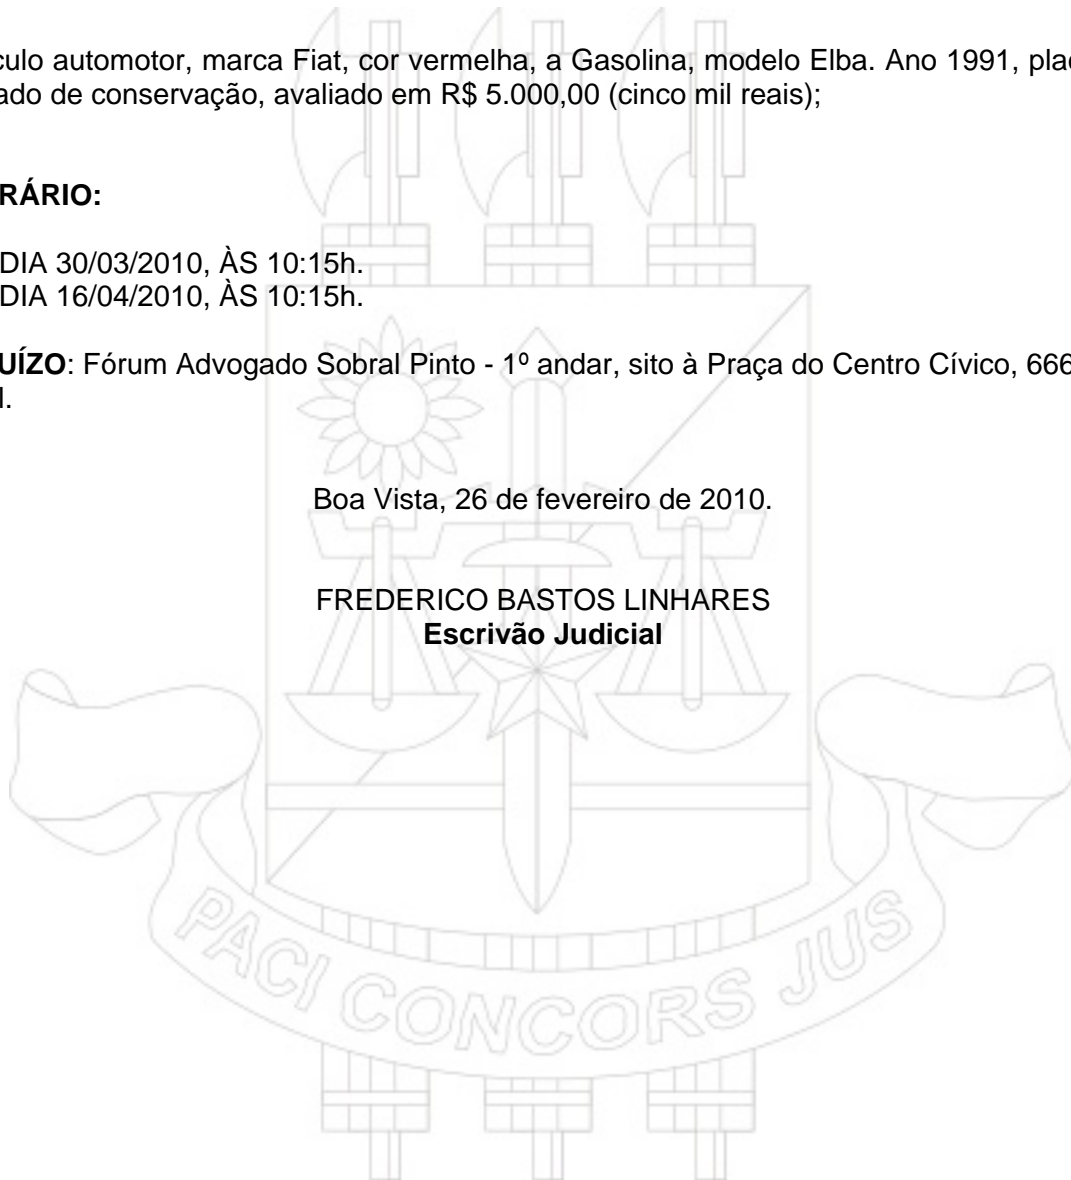 culo automotor, marca Fiat, cor vermelha, a Gasolina, modelo Elba. Ano 1991, plac
ado de conservação, avaliado em R$ 5.000,00 (cinco mil reais);
RÁRIO:
DIA 30/03/2010, ÀS 10:15h.
DIA 16/04/2010, ÀS 10:15h.
UÍZO: Fórum Advogado Sobral Pinto - 1º andar, sito à Praça do Centro Cívico, 666
l.
Boa Vista, 26 de fevereiro de 2010.
FREDERICO BASTOS LINHARES
Escrivão Judicial
PACI CONCORS JUS